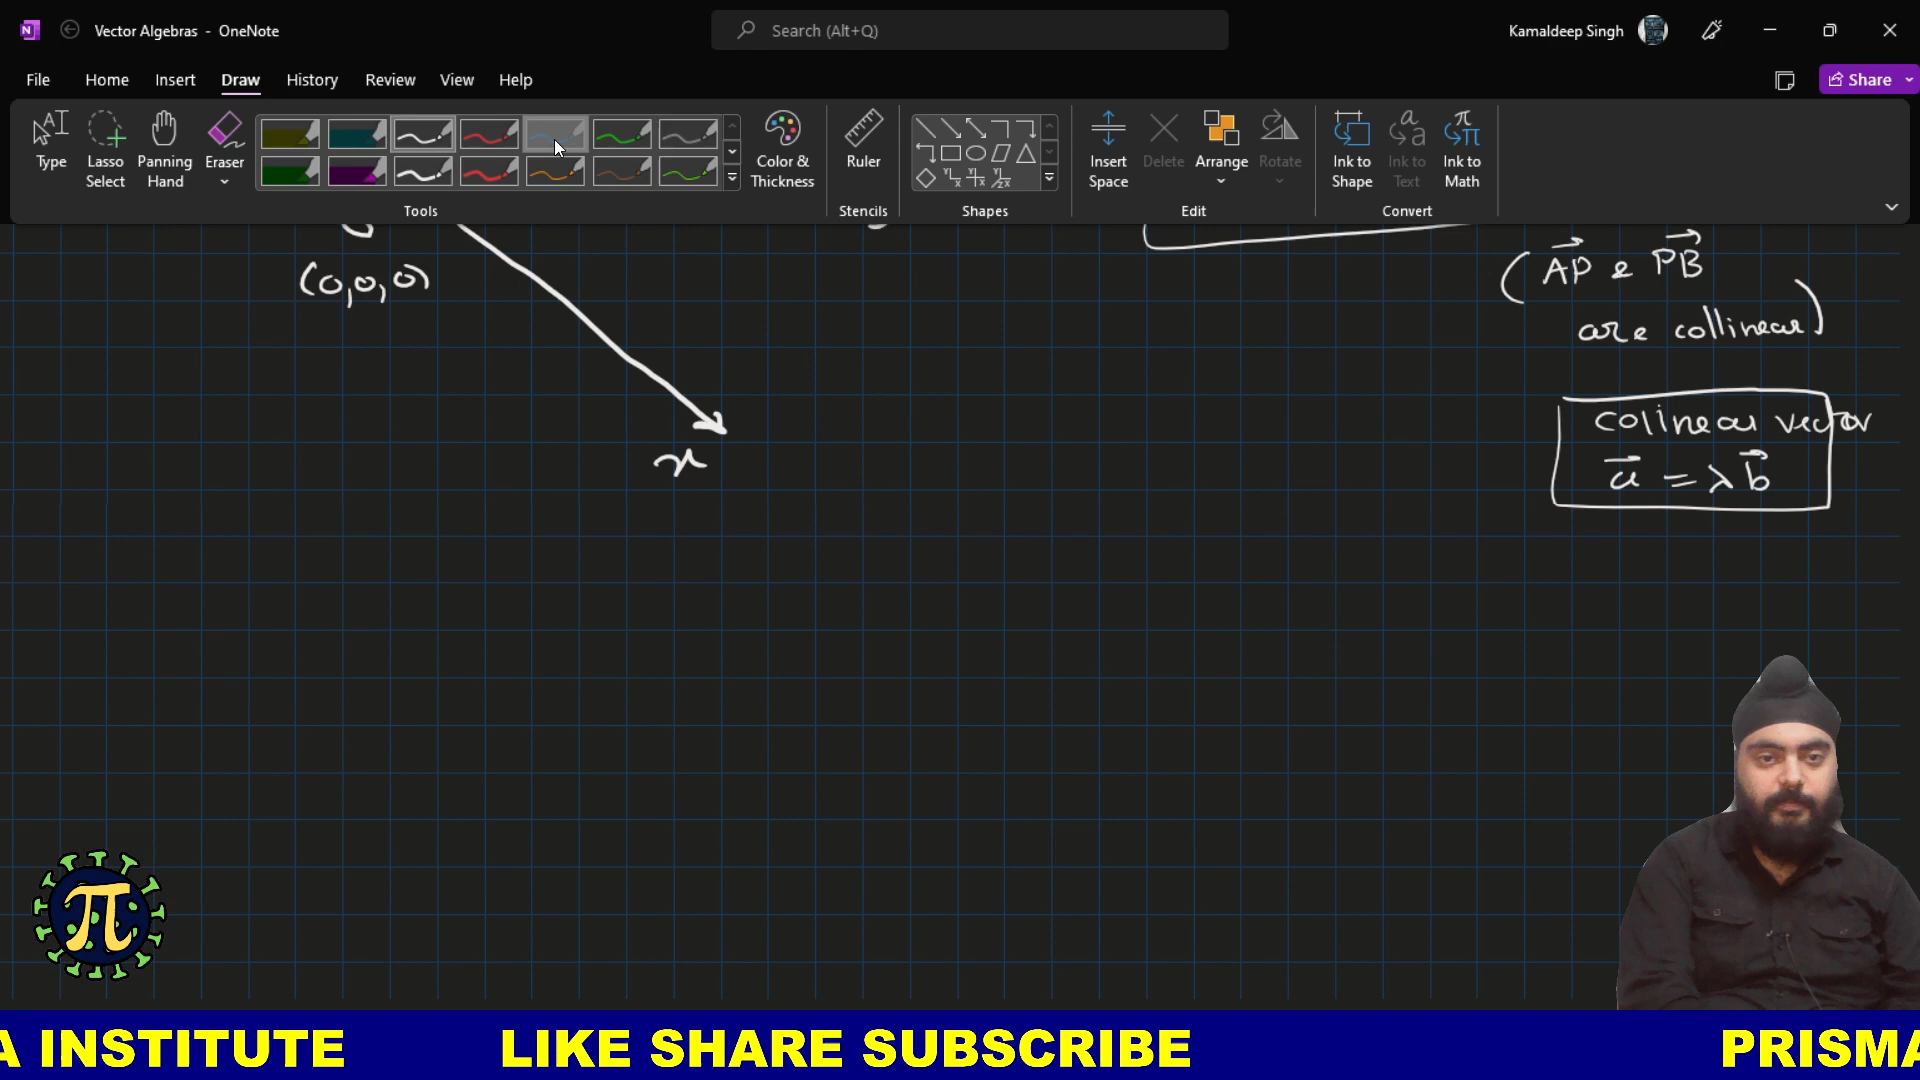 Vector Algebras - OneNote
Search (Alt+Q)
Kamaldeep Singh
File Home Insert Draw History Review View Help
Share
Type
Lasso Select
Panning Hand
Eraser
Color & Thickness
Ruler
Insert Space
Delete
Arrange
Rotate
Ink to Shape
Ink to Text
Ink to Math
Tools
Stencils
Shapes
Edit
Convert
(0,0,0)
x
(AP & PB
are collinear)
colinear vector
a = λb
π
A INSTITUTE LIKE SHARE SUBSCRIBE PRISMA